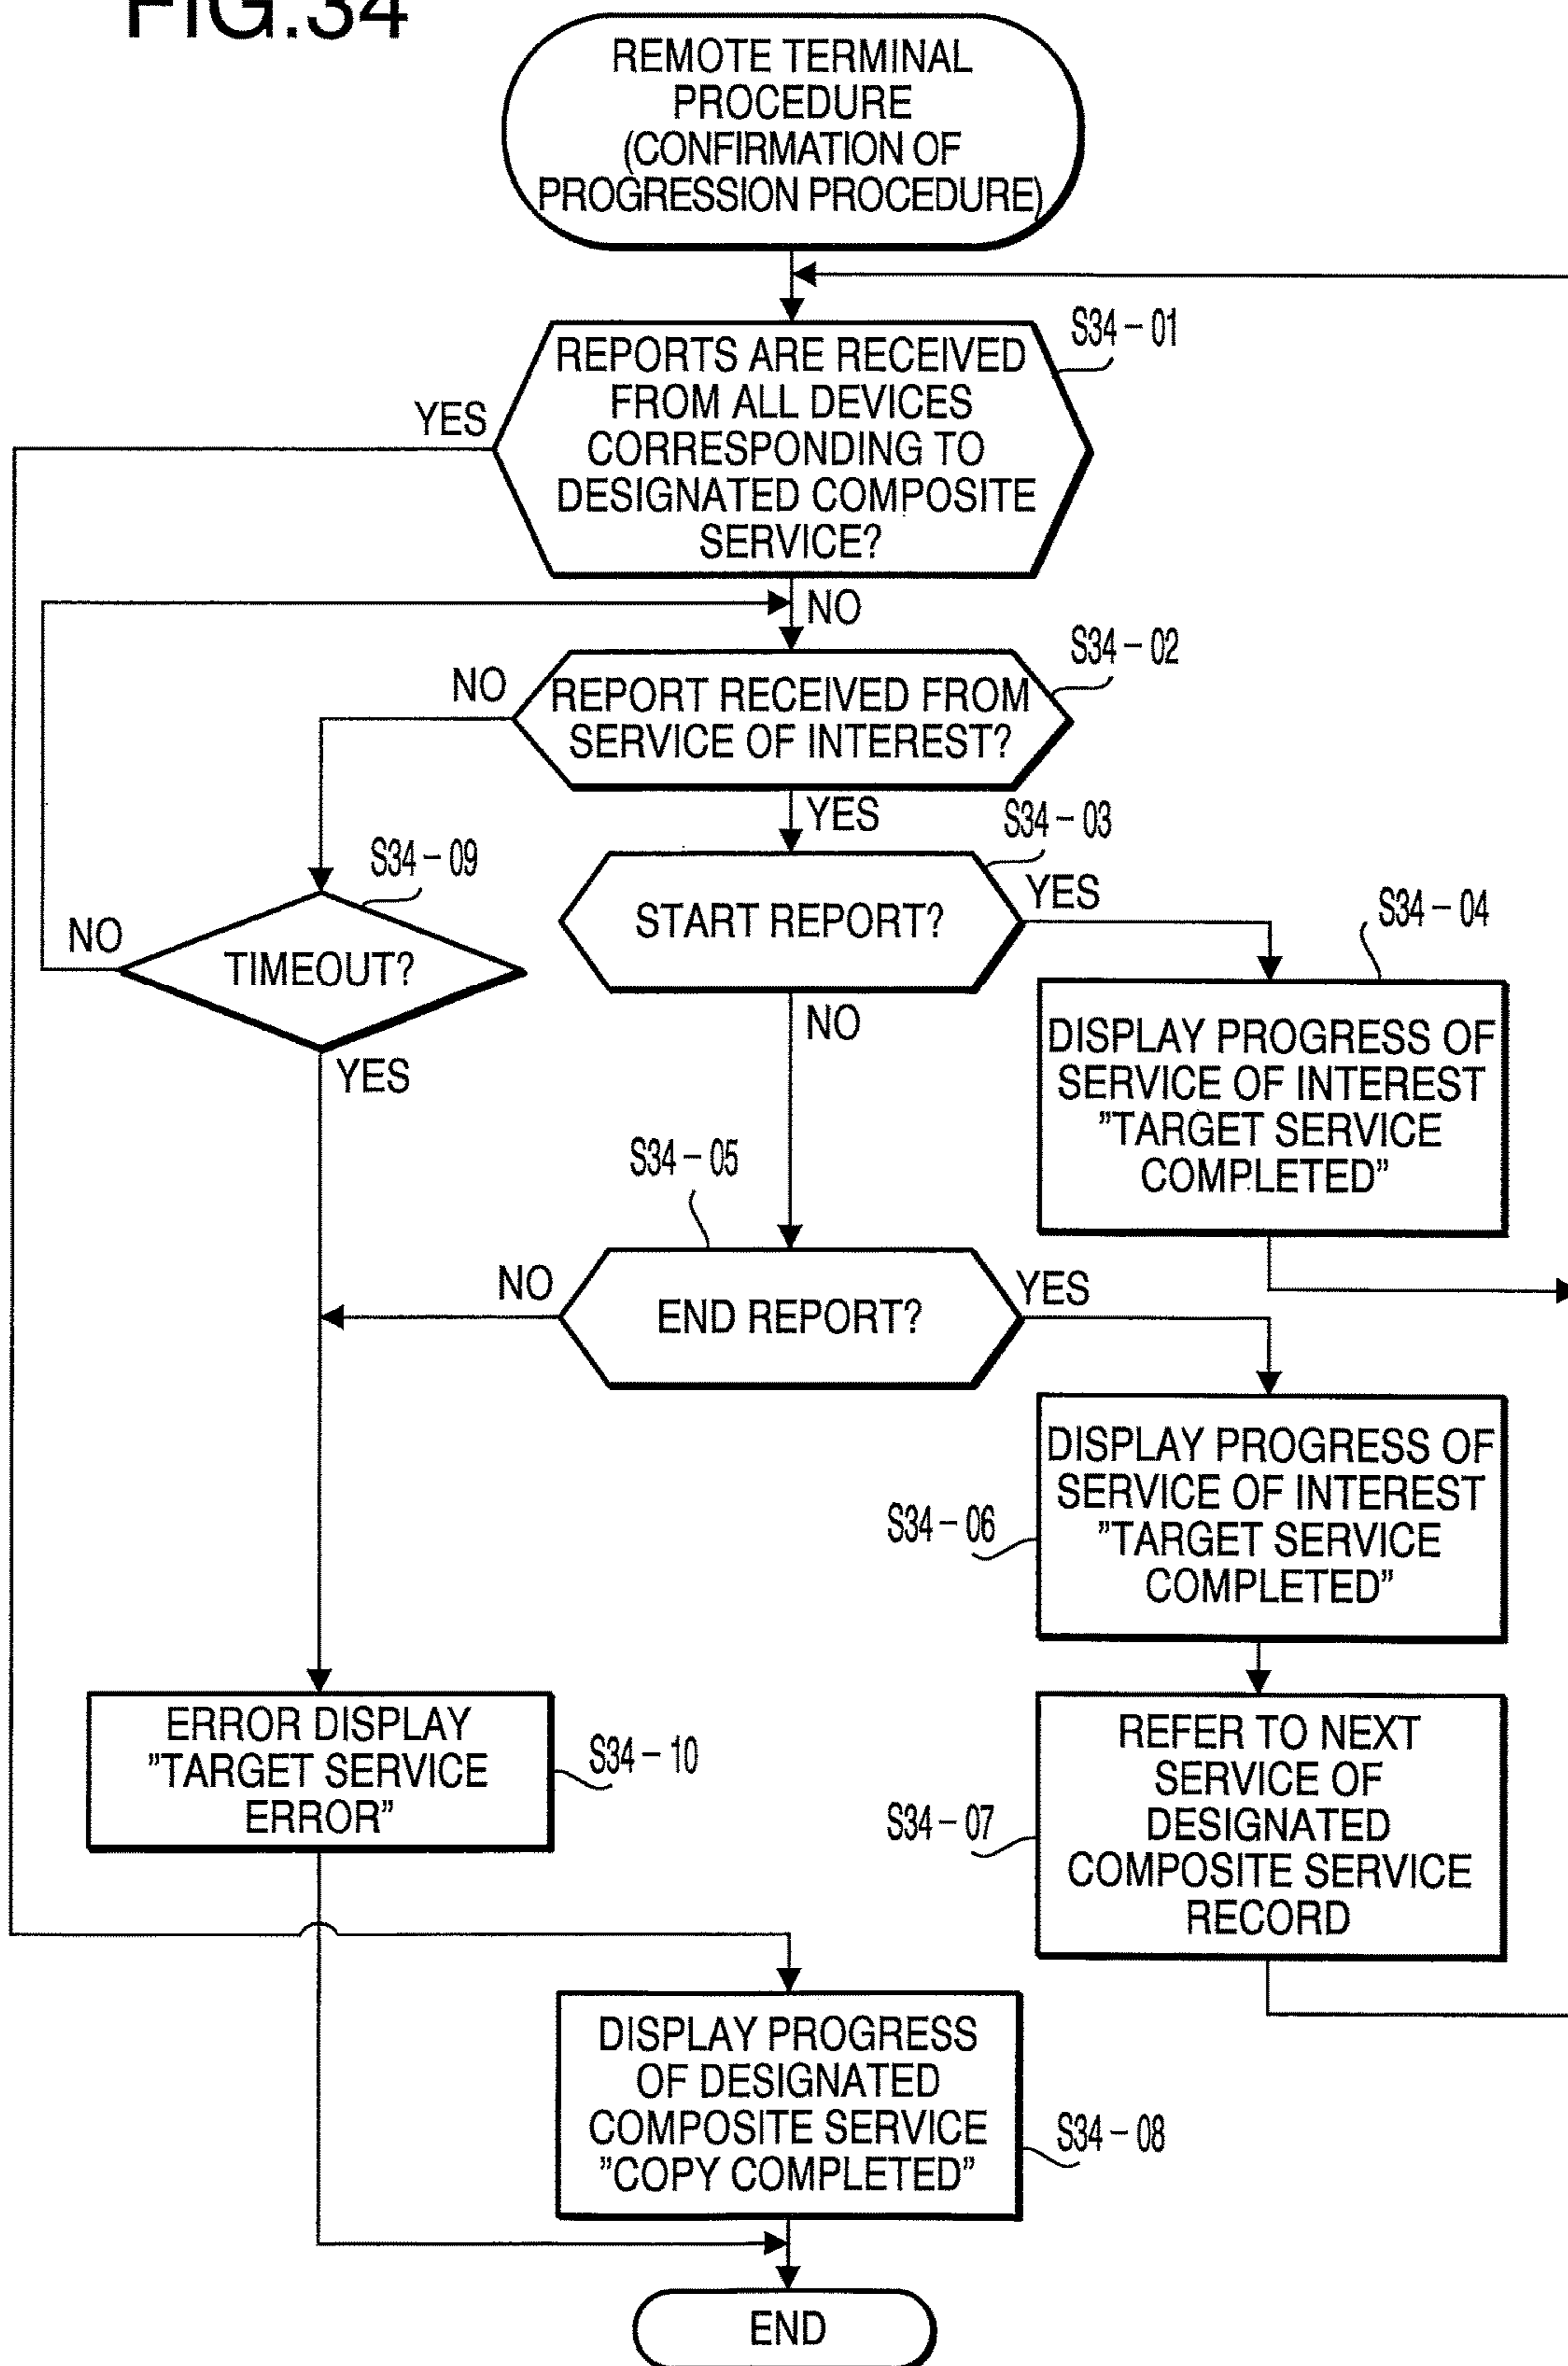 FIG.34
REMOTE TERMINAL
PROCEDURE
(CONFIRMATION OF
PROGRESSION PROCEDURE)
S34-01
REPORTS ARE RECEIVED
FROM ALL DEVICES
CORRESPONDING TO
DESIGNATED COMPOSITE
SERVICE?
YES
NO
S34-02
REPORT RECEIVED FROM
SERVICE OF INTEREST?
NO
YES
S34-03
START REPORT?
YES
NO
S34-09
TIMEOUT?
NO
YES
S34-04
DISPLAY PROGRESS OF
SERVICE OF INTEREST
"TARGET SERVICE
COMPLETED"
S34-05
END REPORT?
NO
YES
S34-06
DISPLAY PROGRESS OF
SERVICE OF INTEREST
"TARGET SERVICE
COMPLETED"
S34-07
REFER TO NEXT
SERVICE OF
DESIGNATED
COMPOSITE SERVICE
RECORD
ERROR DISPLAY
"TARGET SERVICE
ERROR"
S34-10
DISPLAY PROGRESS
OF DESIGNATED
COMPOSITE SERVICE
"COPY COMPLETED"
S34-08
END